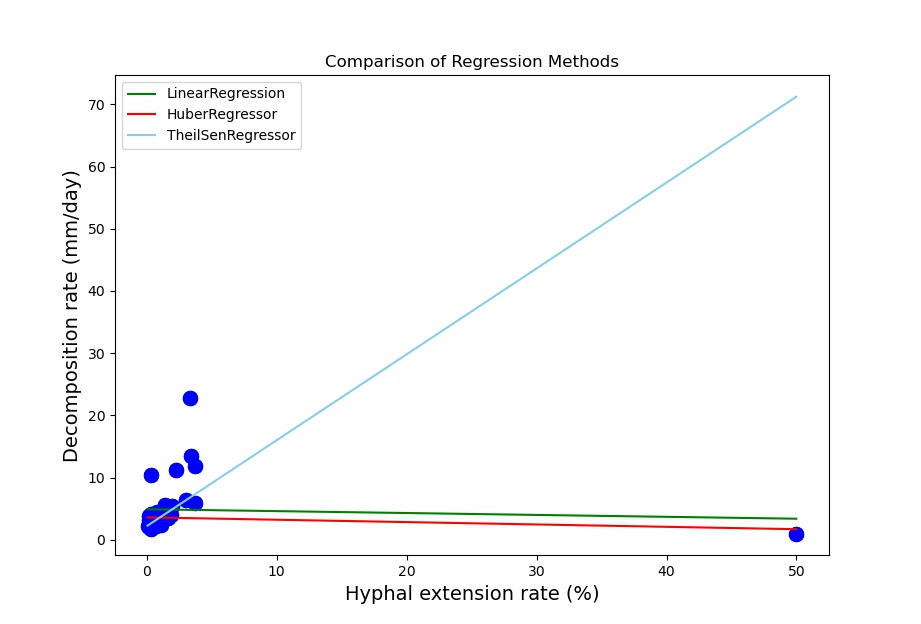 Comparison of Regression Methods
LinearRegression
HuberRegressor
TheilSenRegressor
Decomposition rate (mm/day)
70
60
50
40
30
20
10
0
0 10 20 30 40 50
Hyphal extension rate (%)